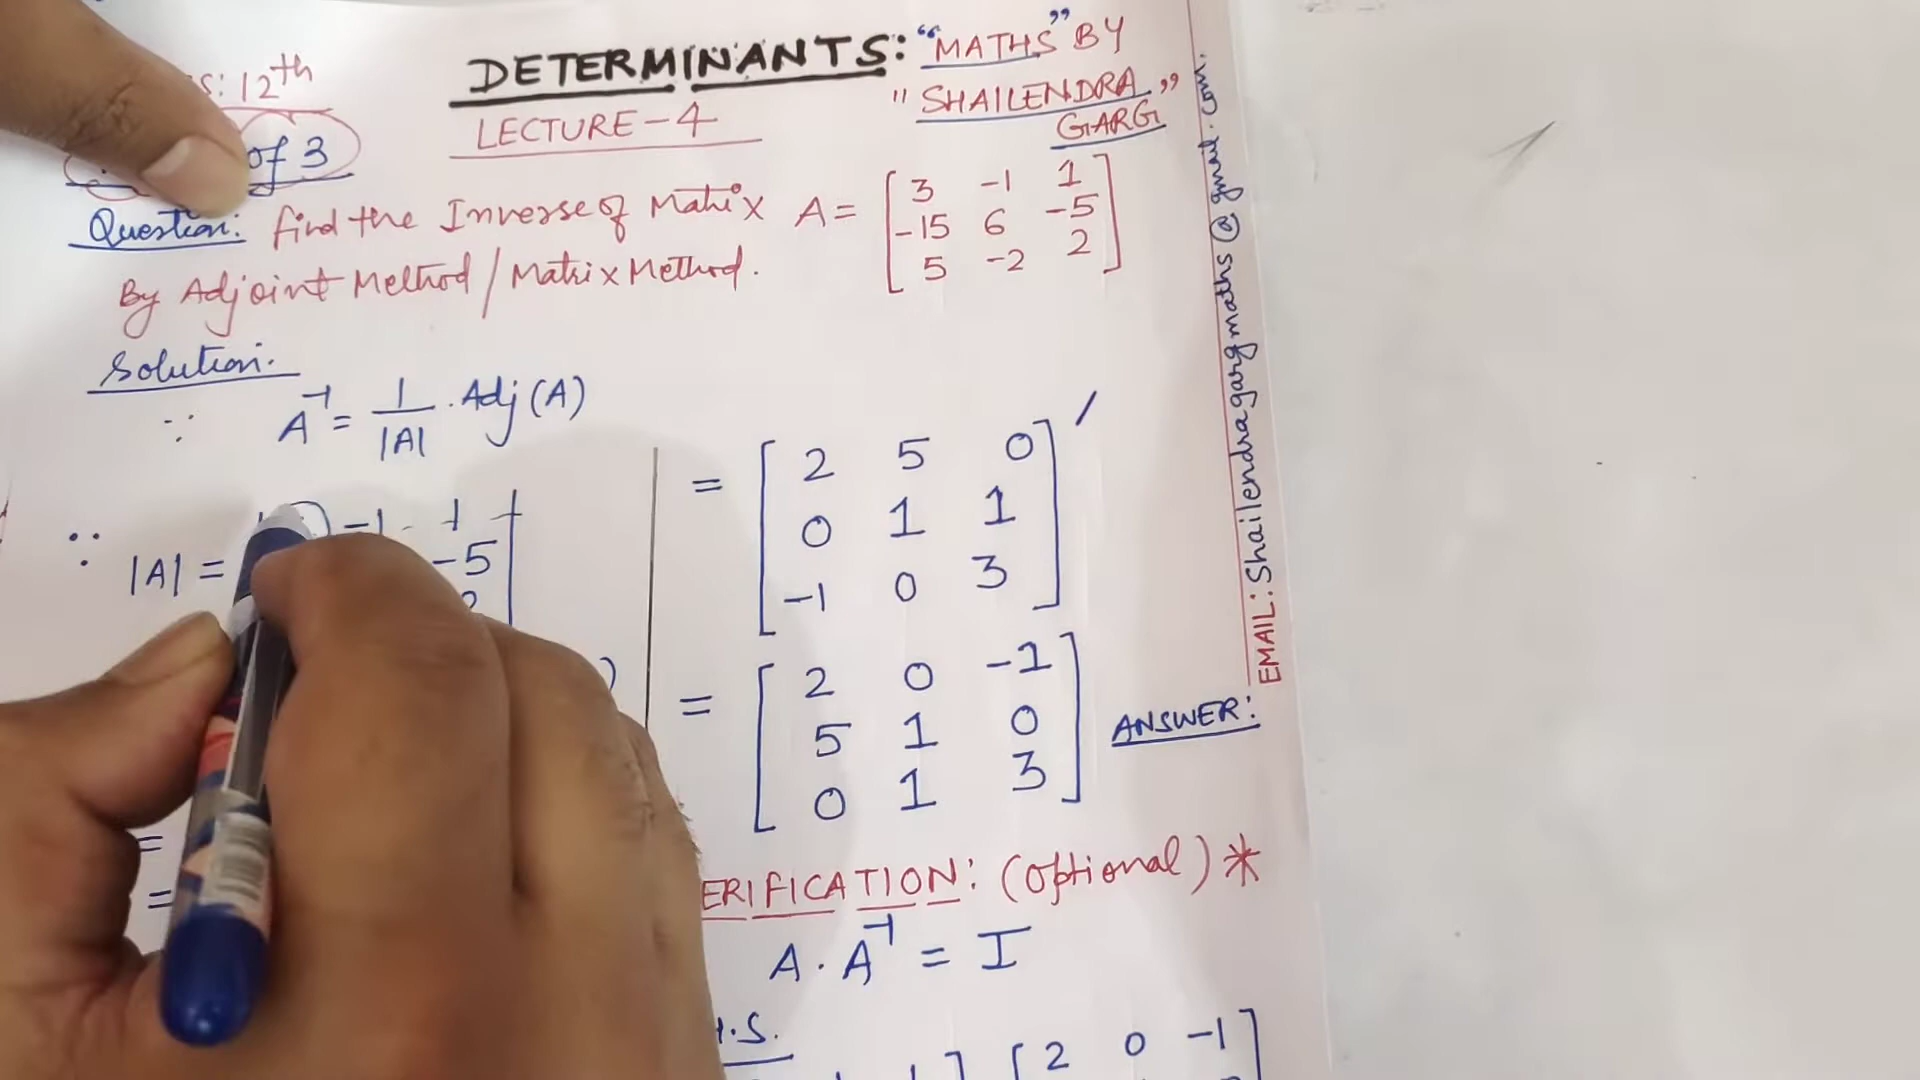 S: 12th
of 3
DETERMINANTS: "MATHS" BY
LECTURE-4
"SHAILENDRA"
GARG
Question: find the Inverse of Matrix A = [ 3 -1 1
-15 6 -5
5 -2 2 ]
By Adjoint Method / Matrix Method.
Solution.
∵ A⁻¹ = 1/|A| . Adj (A)
∵ |A| = -1 1
-5
2
= [ 2 5 0
0 1 1
-1 0 3 ]′
= [ 2 0 -1
5 1 0
0 1 3 ] ANSWER:
=
=
ERIFICATION: (optional) *
A . A⁻¹ = I
H.S.
[ 2 0 -1 ]
EMAIL: Shailendragargmaths@gmail.com.